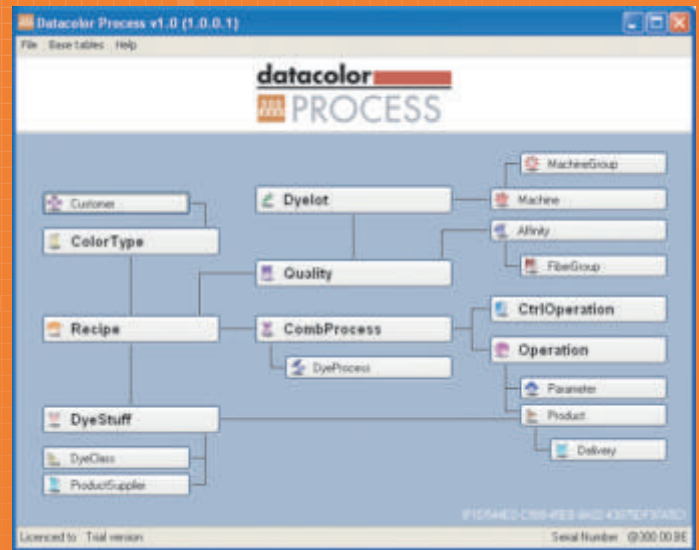 Datacolor Process v1.0 (1.0.0.1)
File Base tables Help
datacolor
PROCESS
MachineGroup
Customer
Dyelot
Machine
ColorType
Affinity
Quality
FiberGroup
CtrlOperation
Recipe
CombProcess
Operation
DyeProcess
Parameter
DyeStuff
Product
Delivery
DyeClass
ProductSupplier
Licenced to Trial version
Serial Number